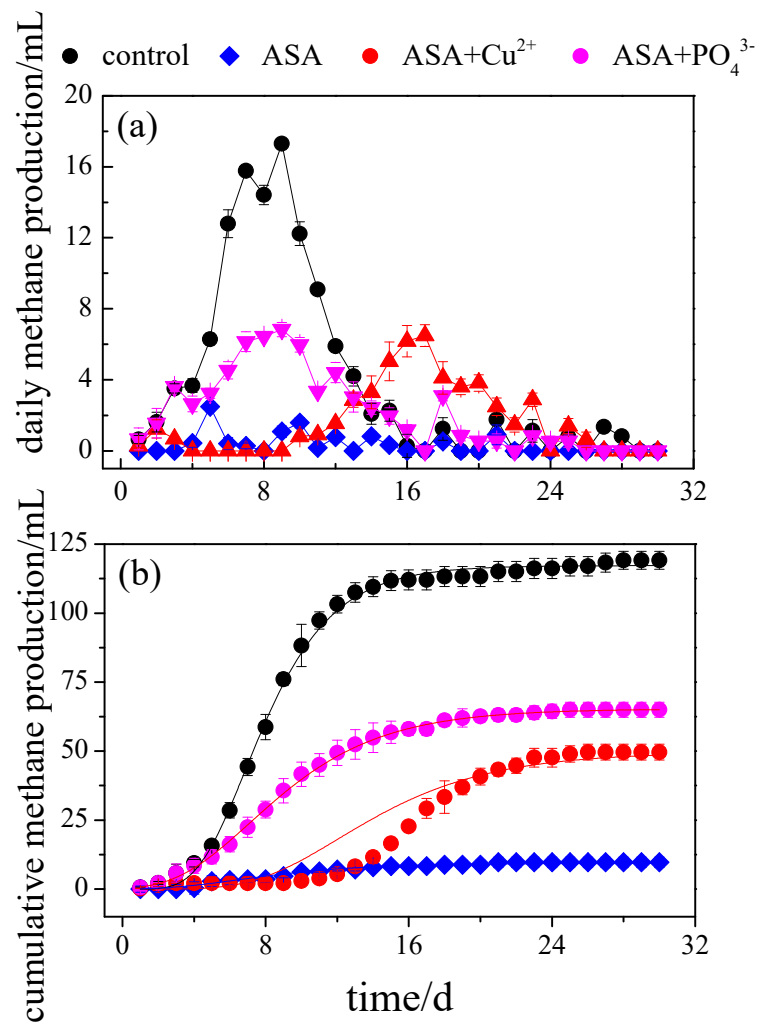 control ASA ASA+Cu²⁺ ASA+PO₄³⁻
daily methane production/mL
20
16
12
8
4
0
(a)
0 8 16 24 32
cumulative methane production/mL
125
100
75
50
25
0
(b)
0 8 16 24 32
time/d